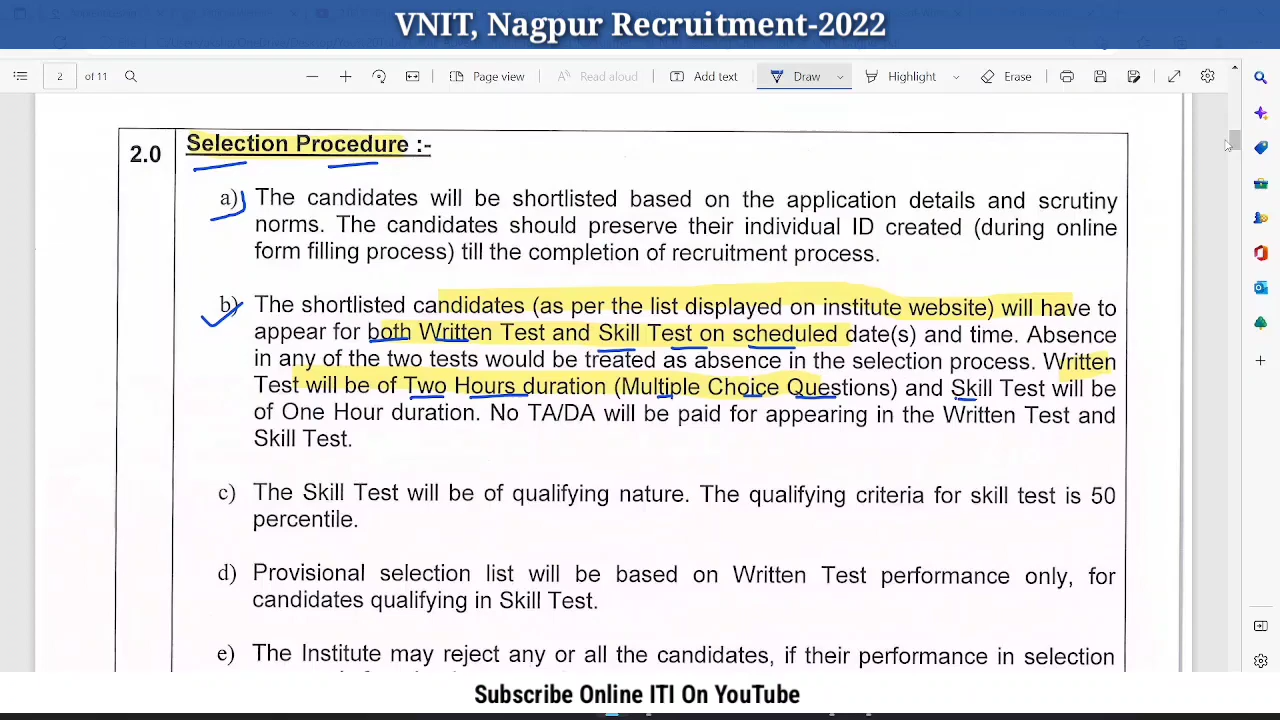 VNIT, Nagpur Recruitment-2022
2 of 11 Page view Read aloud Add text Draw Highlight Erase
2.0 Selection Procedure :-
a) The candidates will be shortlisted based on the application details and scrutiny
norms. The candidates should preserve their individual ID created (during online
form filling process) till the completion of recruitment process.
b) The shortlisted candidates (as per the list displayed on institute website) will have to
appear for both Written Test and Skill Test on scheduled date(s) and time. Absence
in any of the two tests would be treated as absence in the selection process. Written
Test will be of Two Hours duration (Multiple Choice Questions) and Skill Test will be
of One Hour duration. No TA/DA will be paid for appearing in the Written Test and
Skill Test.
c) The Skill Test will be of qualifying nature. The qualifying criteria for skill test is 50
percentile.
d) Provisional selection list will be based on Written Test performance only, for
candidates qualifying in Skill Test.
e) The Institute may reject any or all the candidates, if their performance in selection
Subscribe Online ITI On YouTube